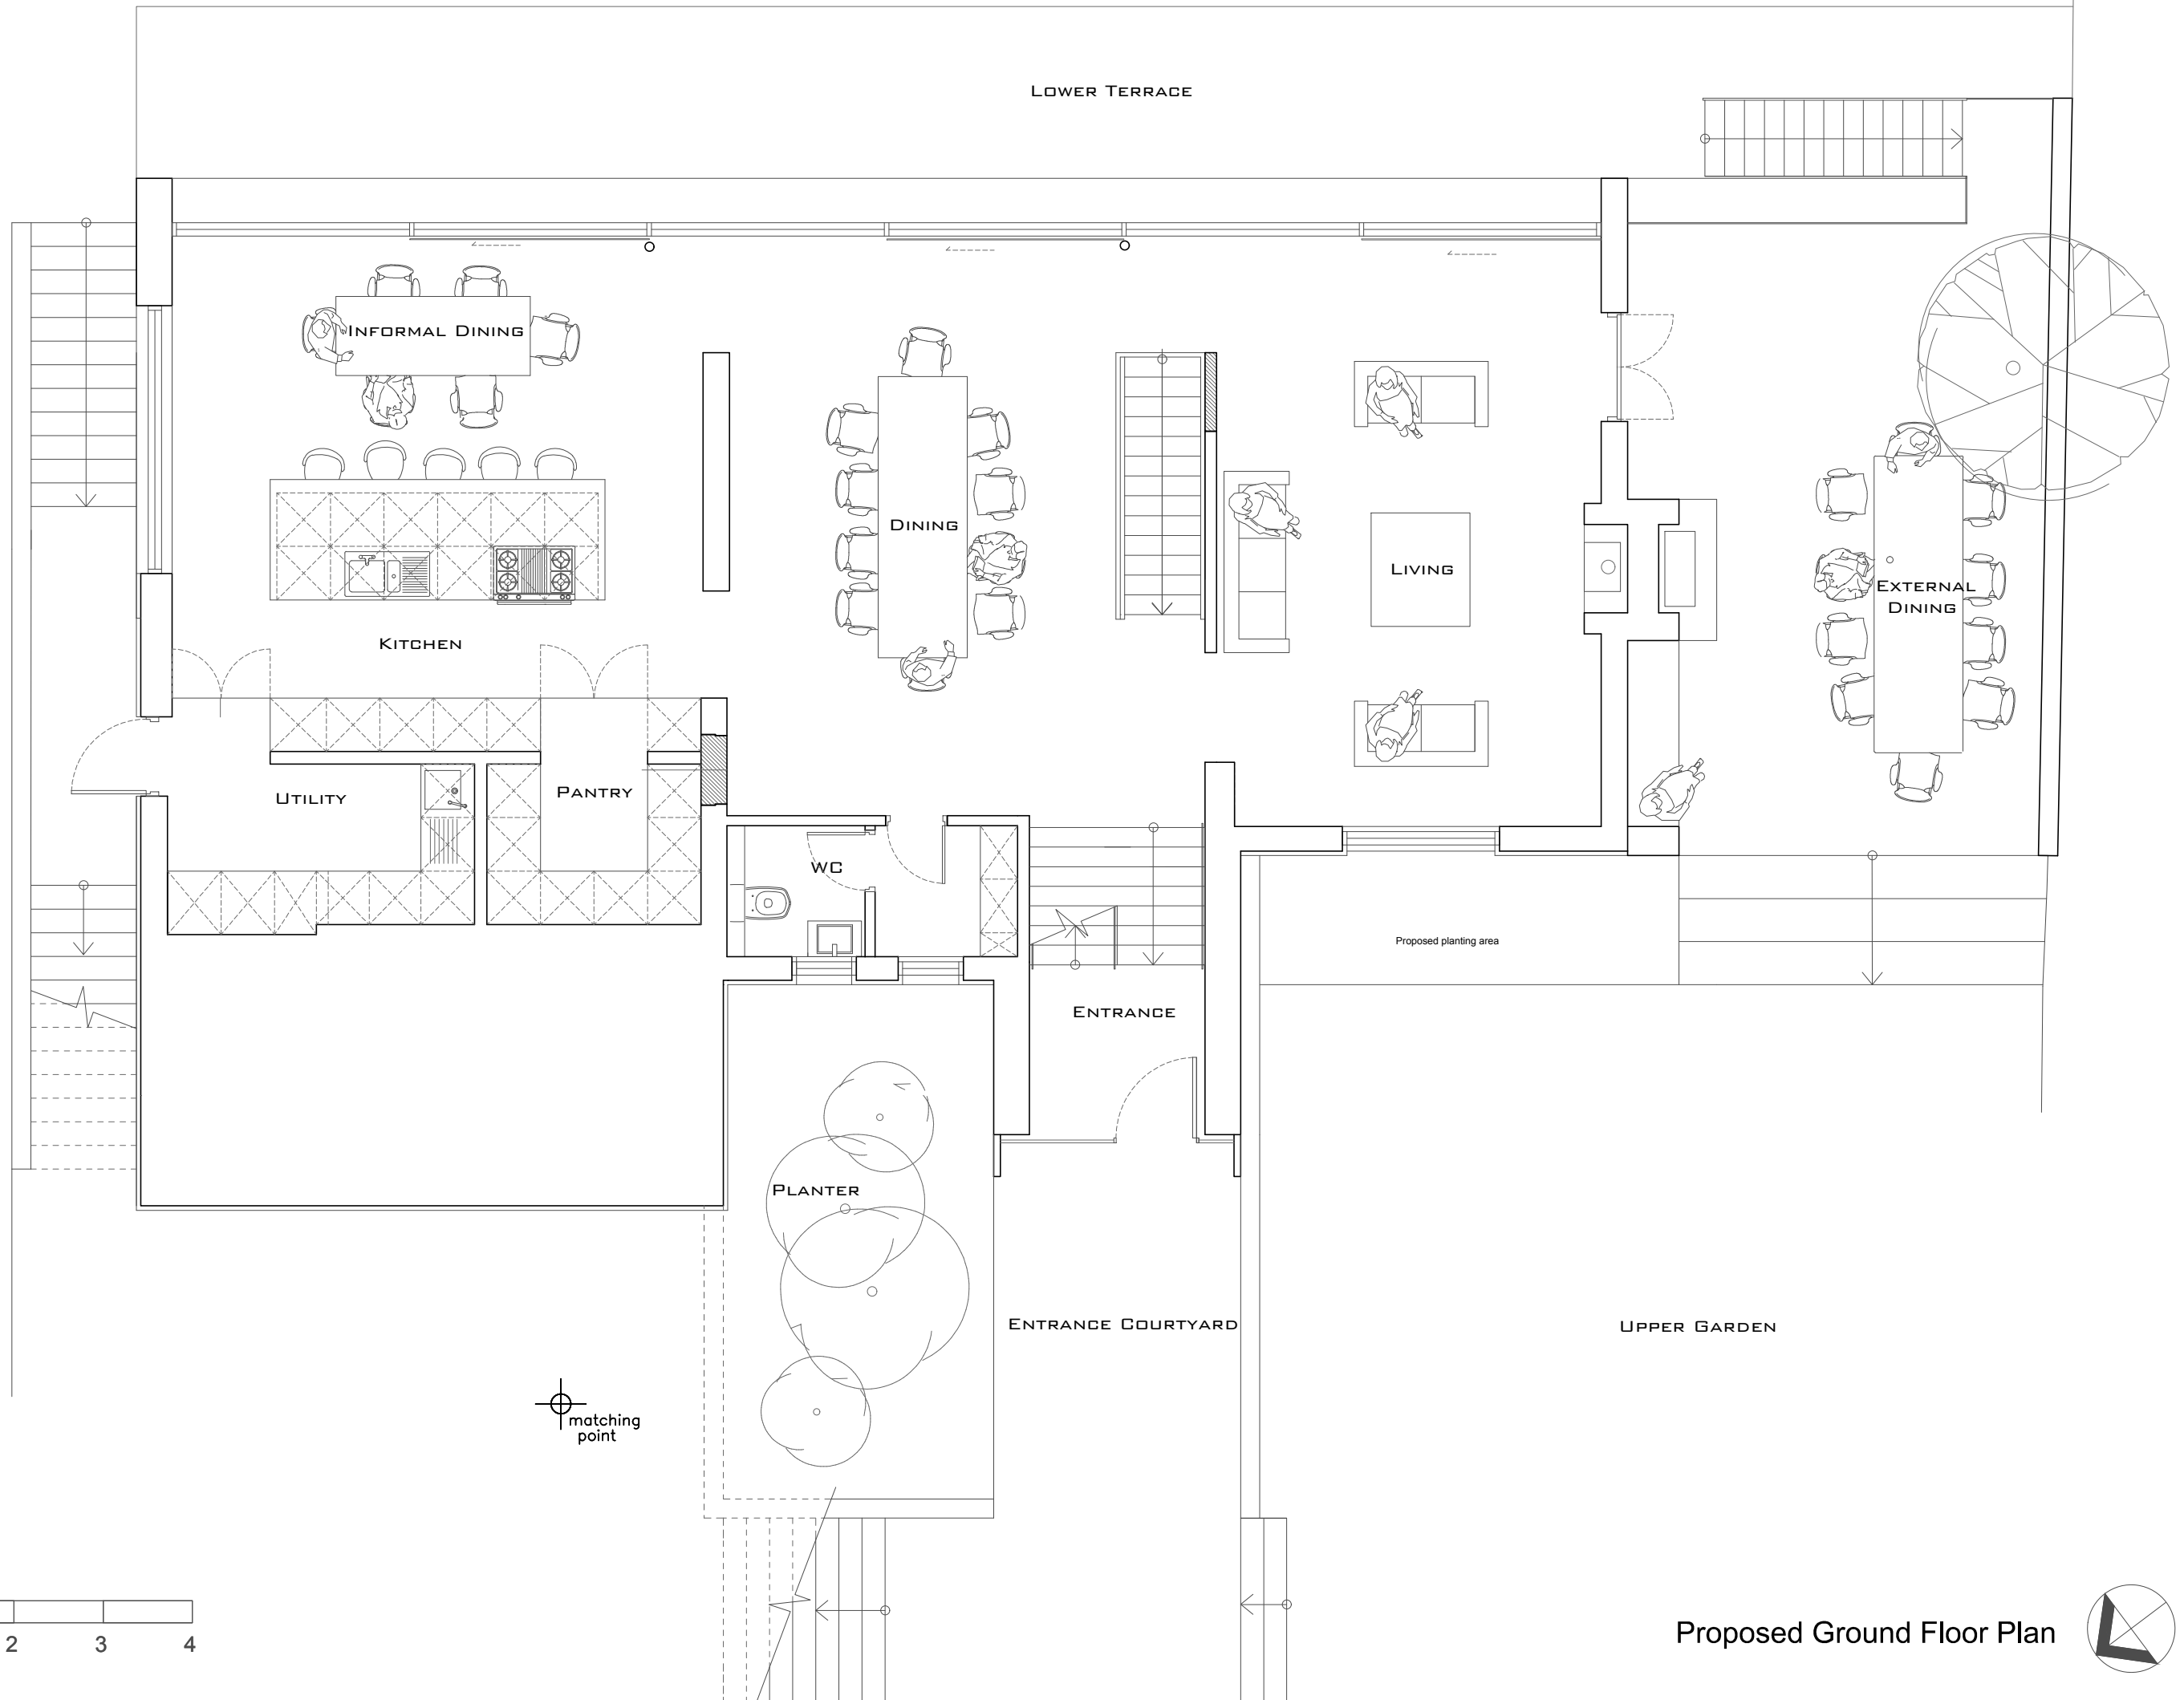 LOWER TERRACE
INFORMAL DINING
DINING
LIVING
EXTERNAL
DINING
KITCHEN
UTILITY
PANTRY
WC
Proposed planting area
ENTRANCE
PLANTER
ENTRANCE COURTYARD
UPPER GARDEN
matching
point
2 3 4
Proposed Ground Floor Plan